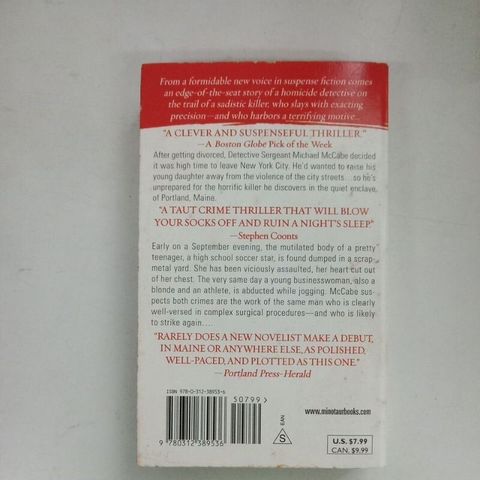 From a formidable new voice in suspense fiction comes
an edge-of-the-seat story of a homicide detective on
the trail of a sadistic killer, who slays with exacting
precision—and who harbors a terrifying motive...
"A CLEVER AND SUSPENSEFUL THRILLER."
—A Boston Globe Pick of the Week
After getting divorced, Detective Sergeant Michael McCabe decided
it was high time to leave New York City. He'd wanted to raise his
young daughter away from the violence of the city streets...so he's
unprepared for the horrific killer he discovers in the quiet enclave
of Portland, Maine.
"A TAUT CRIME THRILLER THAT WILL BLOW
YOUR SOCKS OFF AND RUIN A NIGHT'S SLEEP."
—Stephen Coonts
Early on a September evening, the mutilated body of a pretty
teenager, a high school soccer star, is found dumped in a scrap-
metal yard. She has been viciously assaulted, her heart cut out
of her chest. The very same day a young businesswoman, also a
blonde and an athlete, is abducted while jogging. McCabe sus-
pects both crimes are the work of the same man who is clearly
well-versed in complex surgical procedures—and who is likely
to strike again....
"RARELY DOES A NEW NOVELIST MAKE A DEBUT,
IN MAINE OR ANYWHERE ELSE, AS POLISHED,
WELL-PACED, AND PLOTTED AS THIS ONE."
—Portland Press-Herald
ISBN 978-0-312-38953-6
50799
9 780312 389536
EAN
S
www.minotaurbooks.com
U.S. $7.99
CAN. $9.99